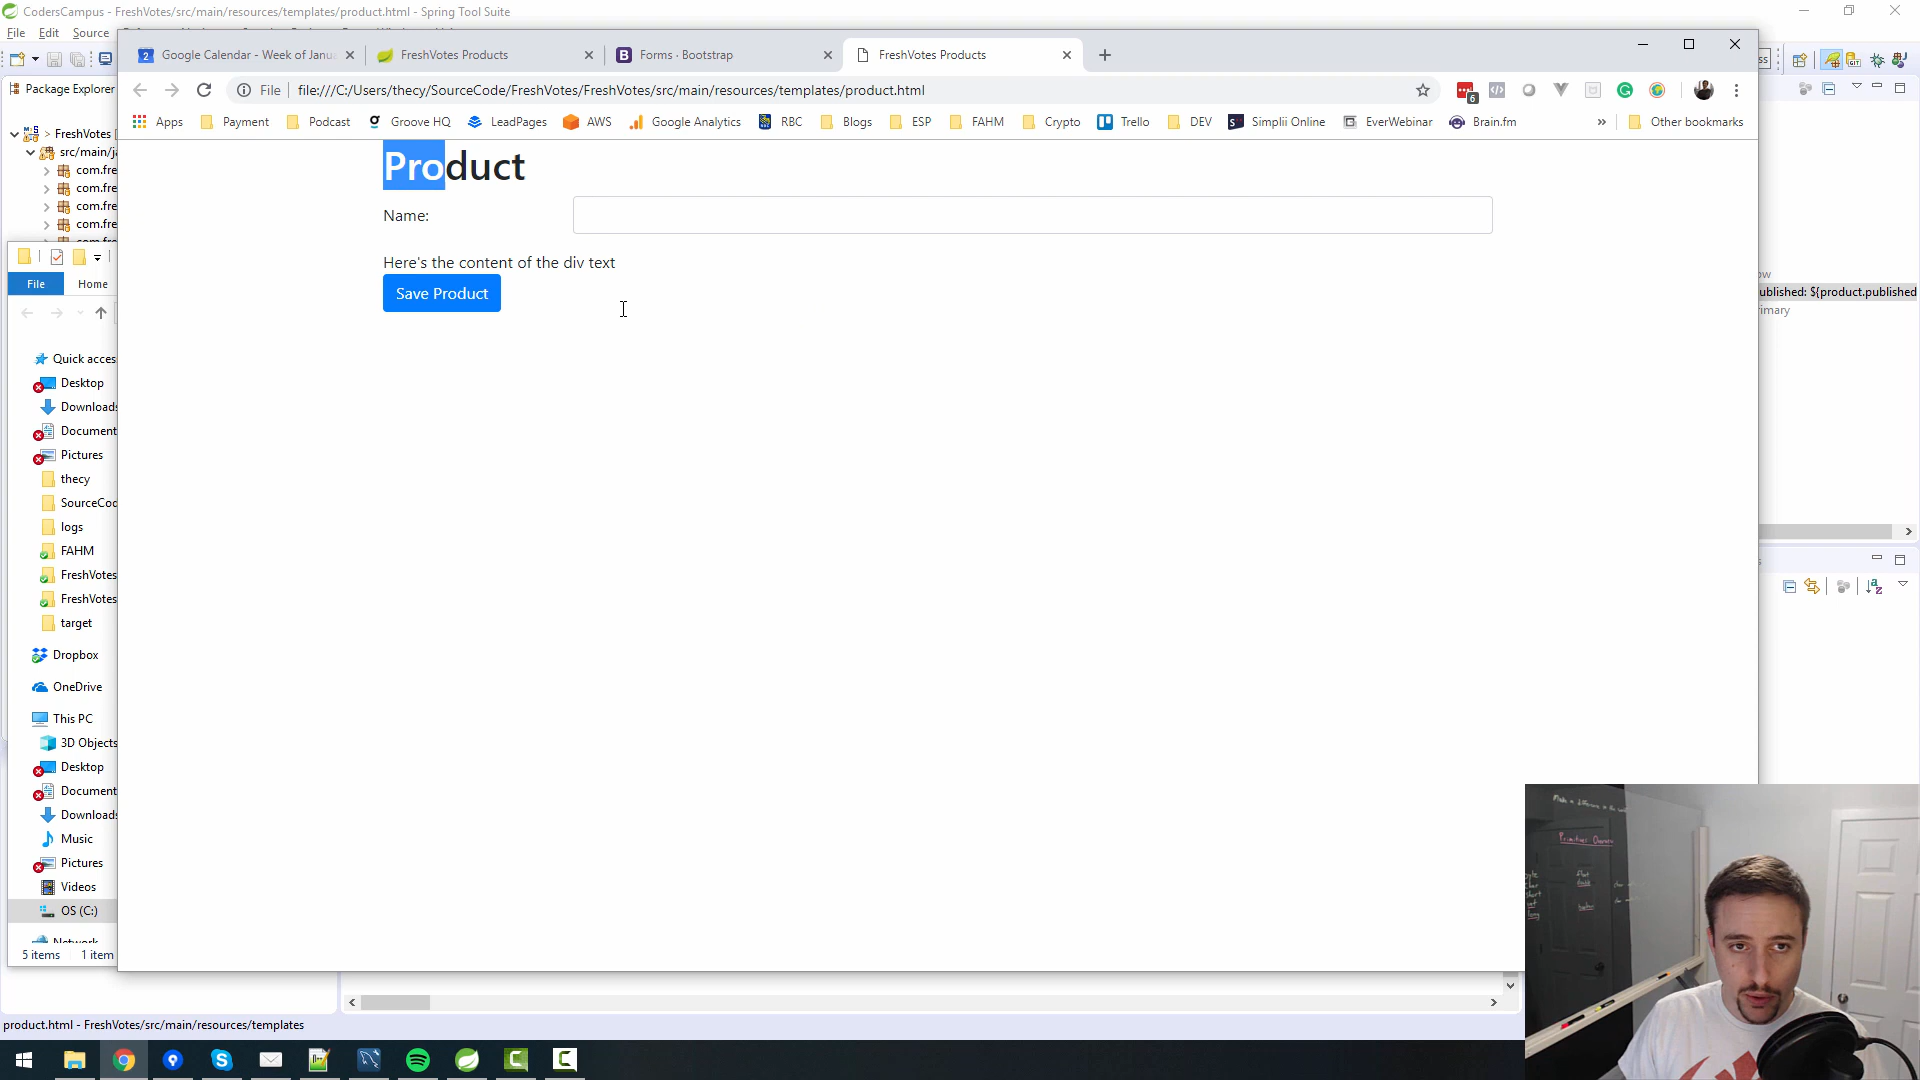 CodersCampus - FreshVotes/src/main/resources/templates/product.html - Spring Tool Suite
File Edit Source
Google Calendar - Week of Janu
FreshVotes Products
Forms · Bootstrap
FreshVotes Products
File file:///C:/Users/thecy/SourceCode/FreshVotes/FreshVotes/src/main/resources/templates/product.html
6
Apps Payment Podcast Groove HQ LeadPages AWS Google Analytics RBC Blogs ESP FAHM Crypto Trello DEV Simplii Online EverWebinar Brain.fm » Other bookmarks
Package Explorer
FreshVotes [
src/main/ja
com.fre
com.fre
com.fre
com.fre
Product
Name:
Here's the content of the div text
Save Product
ublished: ${product.published
imary
File Home
Quick acces
Desktop
Downloads
Document
Pictures
thecy
SourceCod
logs
FAHM
FreshVotes
FreshVotes
target
Dropbox
OneDrive
This PC
3D Objects
Desktop
Document
Downloads
Music
Pictures
Videos
OS (C:)
Network
5 items 1 item
product.html - FreshVotes/src/main/resources/templates